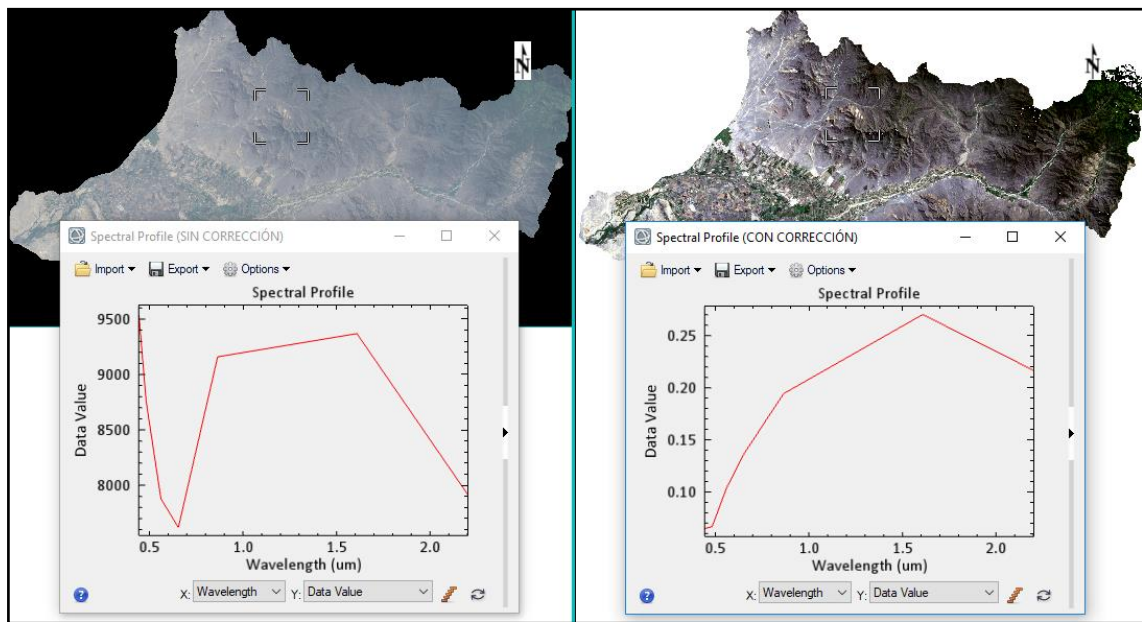 N
N
Spectral Profile (SIN CORRECCIÓN)
Import Export Options
Spectral Profile
9500
9000
8500
8000
Data Value
0.5 1.0 1.5 2.0
Wavelength (um)
X: Wavelength Y: Data Value
Spectral Profile (CON CORRECCIÓN)
Import Export Options
Spectral Profile
0.25
0.20
0.15
0.10
Data Value
0.5 1.0 1.5 2.0
Wavelength (um)
X: Wavelength Y: Data Value